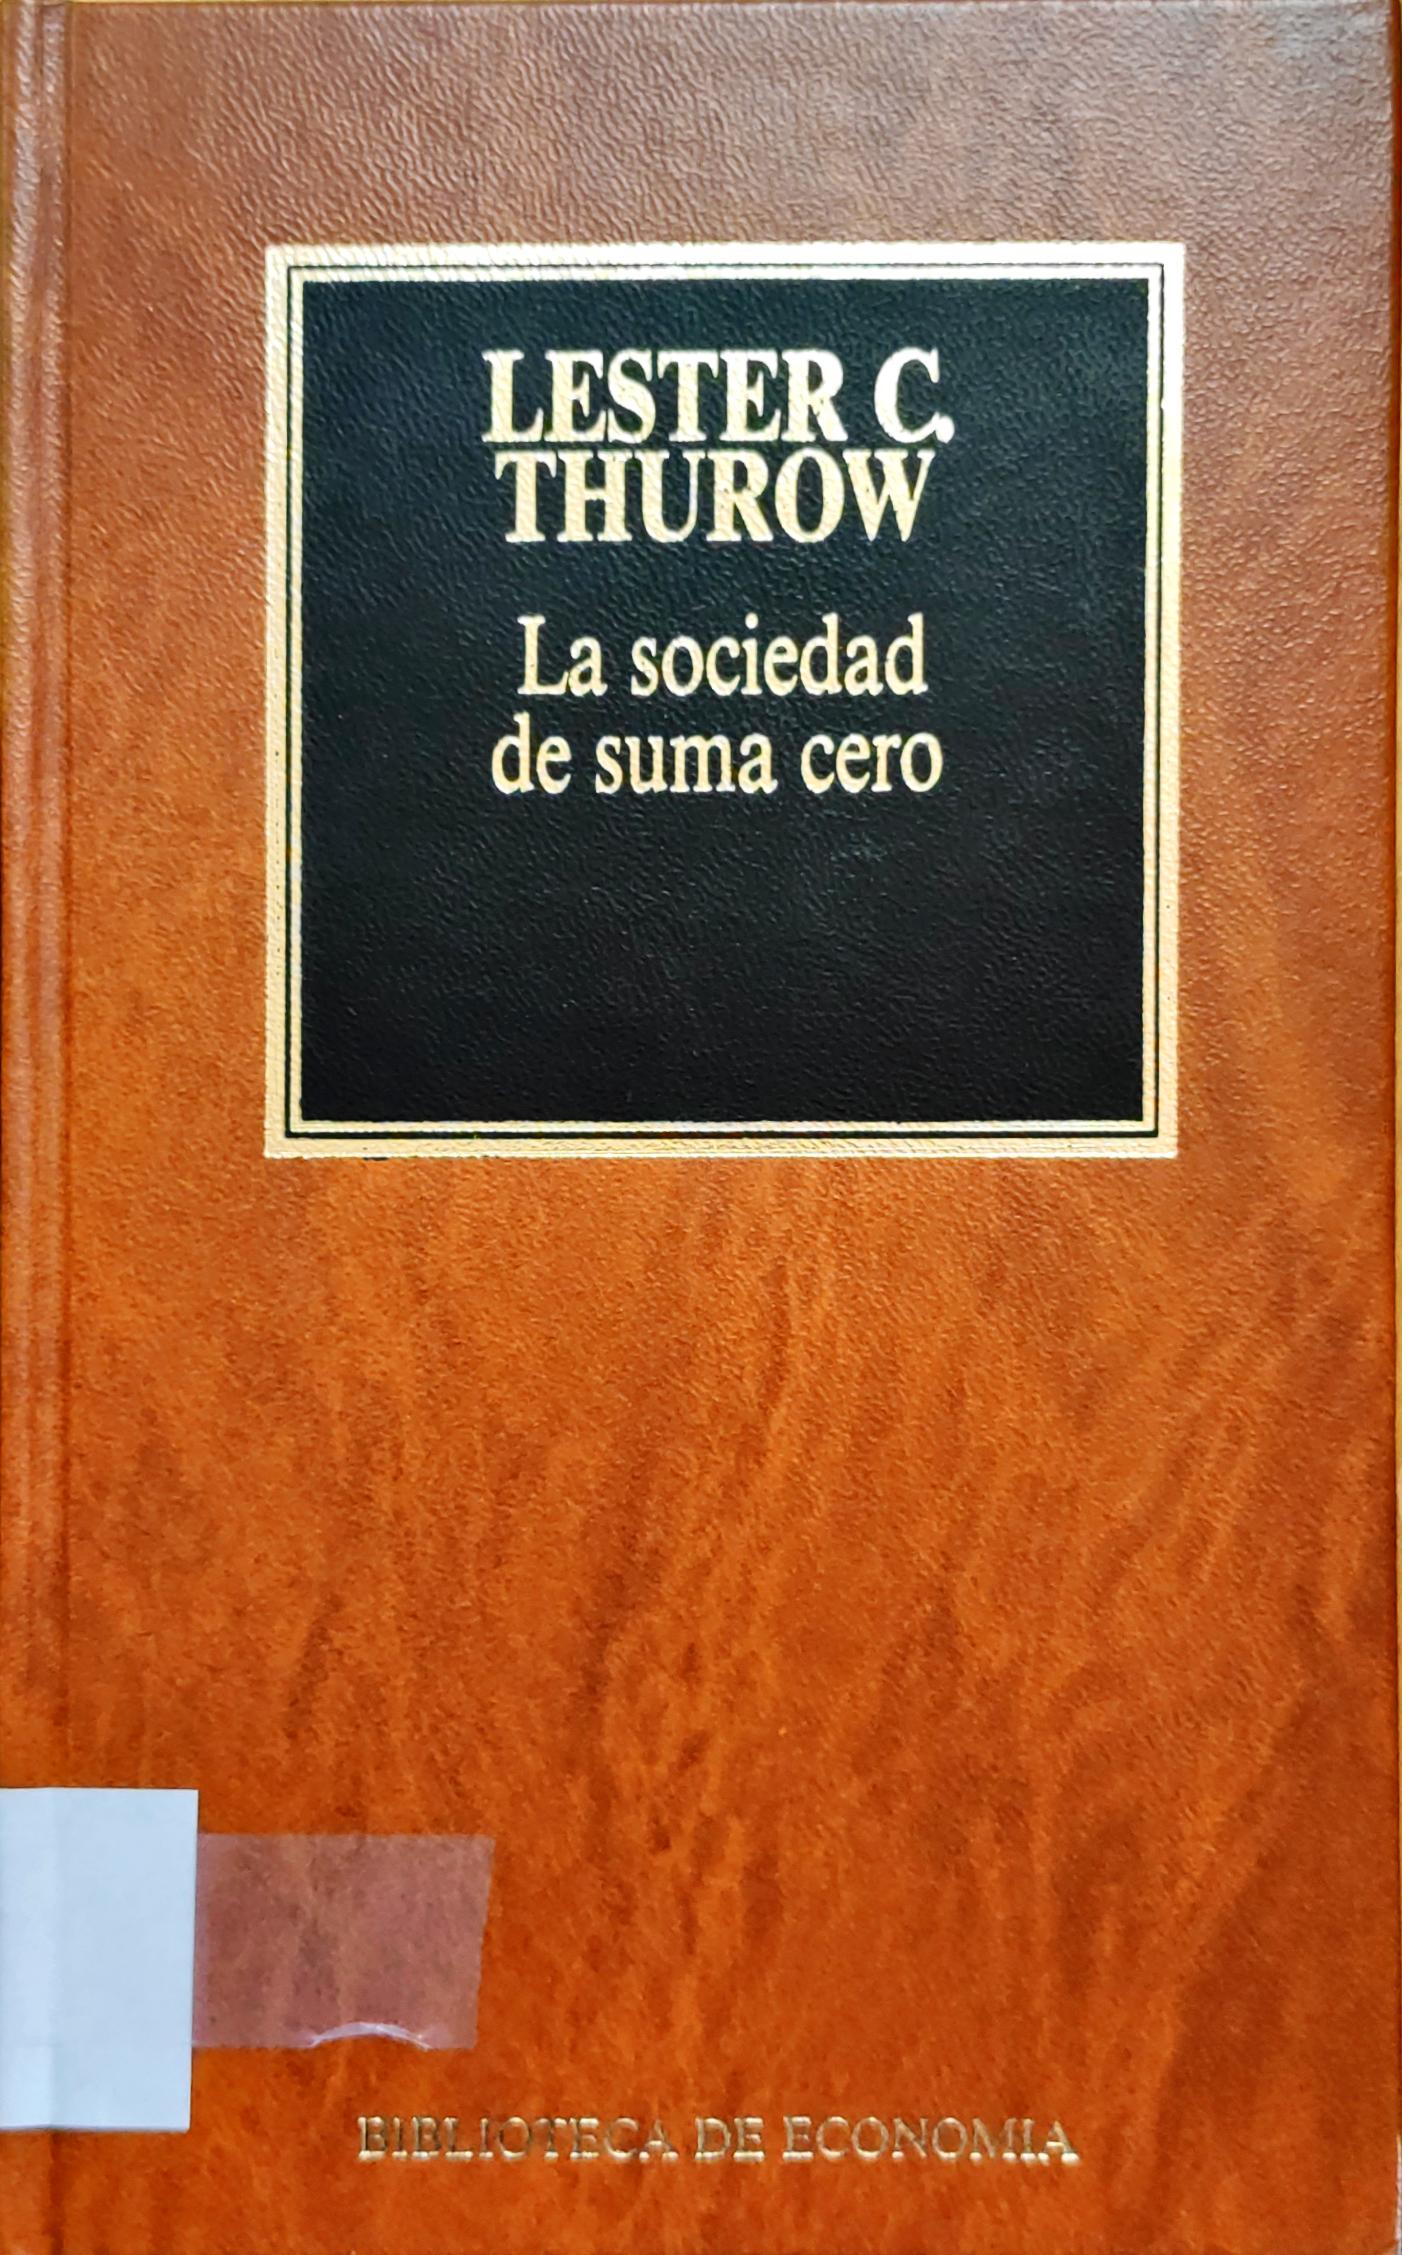 LESTER C.
THUROW
La sociedad
de suma cero
BIBLIOTECA DE ECONOMIA